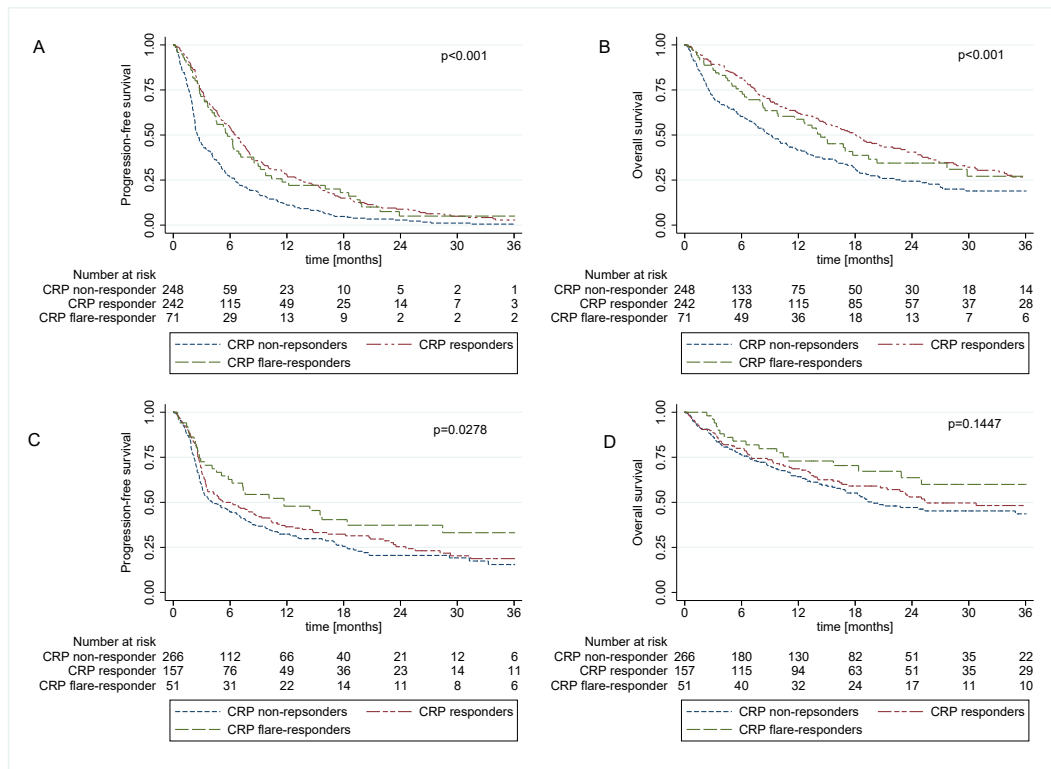 A
p<0.001
Progression-free survival
1.00
0.75
0.50
0.25
0.00
0 6 12 18 24 30 36
time [months]
Number at risk
CRP non-responder 248 59 23 10 5 2 1
CRP responder 242 115 49 25 14 7 3
CRP flare-responder 71 29 13 9 2 2 2
CRP non-repsonders CRP responders
CRP flare-responders
B
p<0.001
Overall survival
1.00
0.75
0.50
0.25
0.00
0 6 12 18 24 30 36
time [months]
Number at risk
CRP non-responder 248 133 75 50 30 18 14
CRP responder 242 178 115 85 57 37 28
CRP flare-responder 71 49 36 18 13 7 6
CRP non-repsonders CRP responders
CRP flare-responders
C
p=0.0278
Progression-free survival
1.00
0.75
0.50
0.25
0.00
0 6 12 18 24 30 36
time [months]
Number at risk
CRP non-responder 266 112 66 40 21 12 6
CRP responder 157 76 49 36 23 14 11
CRP flare-responder 51 31 22 14 11 8 6
CRP non-repsonders CRP responders
CRP flare-responders
D
p=0.1447
Overall survival
1.00
0.75
0.50
0.25
0.00
0 6 12 18 24 30 36
time [months]
Number at risk
CRP non-responder 266 180 130 82 51 35 22
CRP responder 157 115 94 63 51 35 29
CRP flare-responder 51 40 32 24 17 11 10
CRP non-repsonders CRP responders
CRP flare-responders